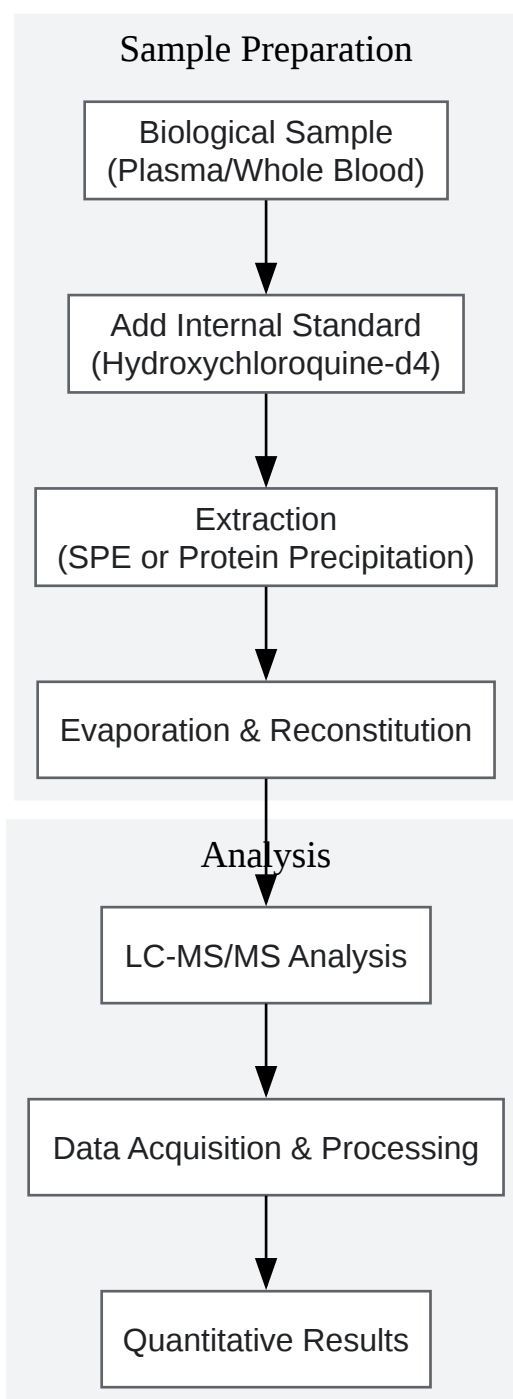 Sample Preparation
Biological Sample
(Plasma/Whole Blood)
Add Internal Standard
(Hydroxychloroquine-d4)
Extraction
(SPE or Protein Precipitation)
Evaporation & Reconstitution
Analysis
LC-MS/MS Analysis
Data Acquisition & Processing
Quantitative Results